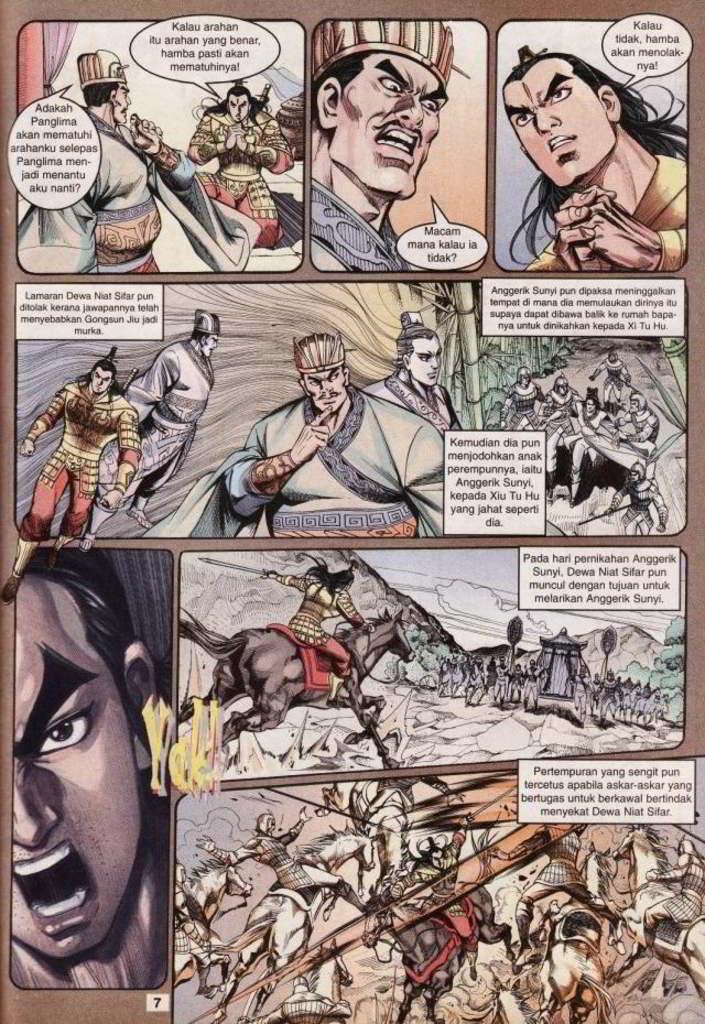 Adakah
Panglima
akan mematuhi
arahanku selepas
Panglima men-
jadi menantu
aku nanti?
Kalau arahan
itu arahan yang benar,
hamba pasti akan
mematuhinya!
Macam
mana kalau ia
tidak?
Kalau
tidak, hamba
akan menolak-
nya!
Lamaran Dewa Niat Sifar pun
ditolak kerana jawapannya telah
menyebabkan Gongsun Jiu jadi
murka.
Kemudian dia pun
menjodohkan anak
perempunnya, iaitu
Anggerik Sunyi,
kepada Xiu Tu Hu
yang jahat seperti
dia.
Anggerik Sunyi pun dipaksa meninggalkan
tempat di mana dia memulaukan dirinya itu
supaya dapat dibawa balik ke rumah bapa-
nya untuk dinikahkan kepada Xi Tu Hu.
Yak!
Pada hari pernikahan Anggerik
Sunyi, Dewa Niat Sifar pun
muncul dengan tujuan untuk
melarikan Anggerik Sunyi.
Pertempuran yang sengit pun
tercetus apabila askar-askar yang
bertugas untuk berkawal bertindak
menyekat Dewa Niat Sifar.
7